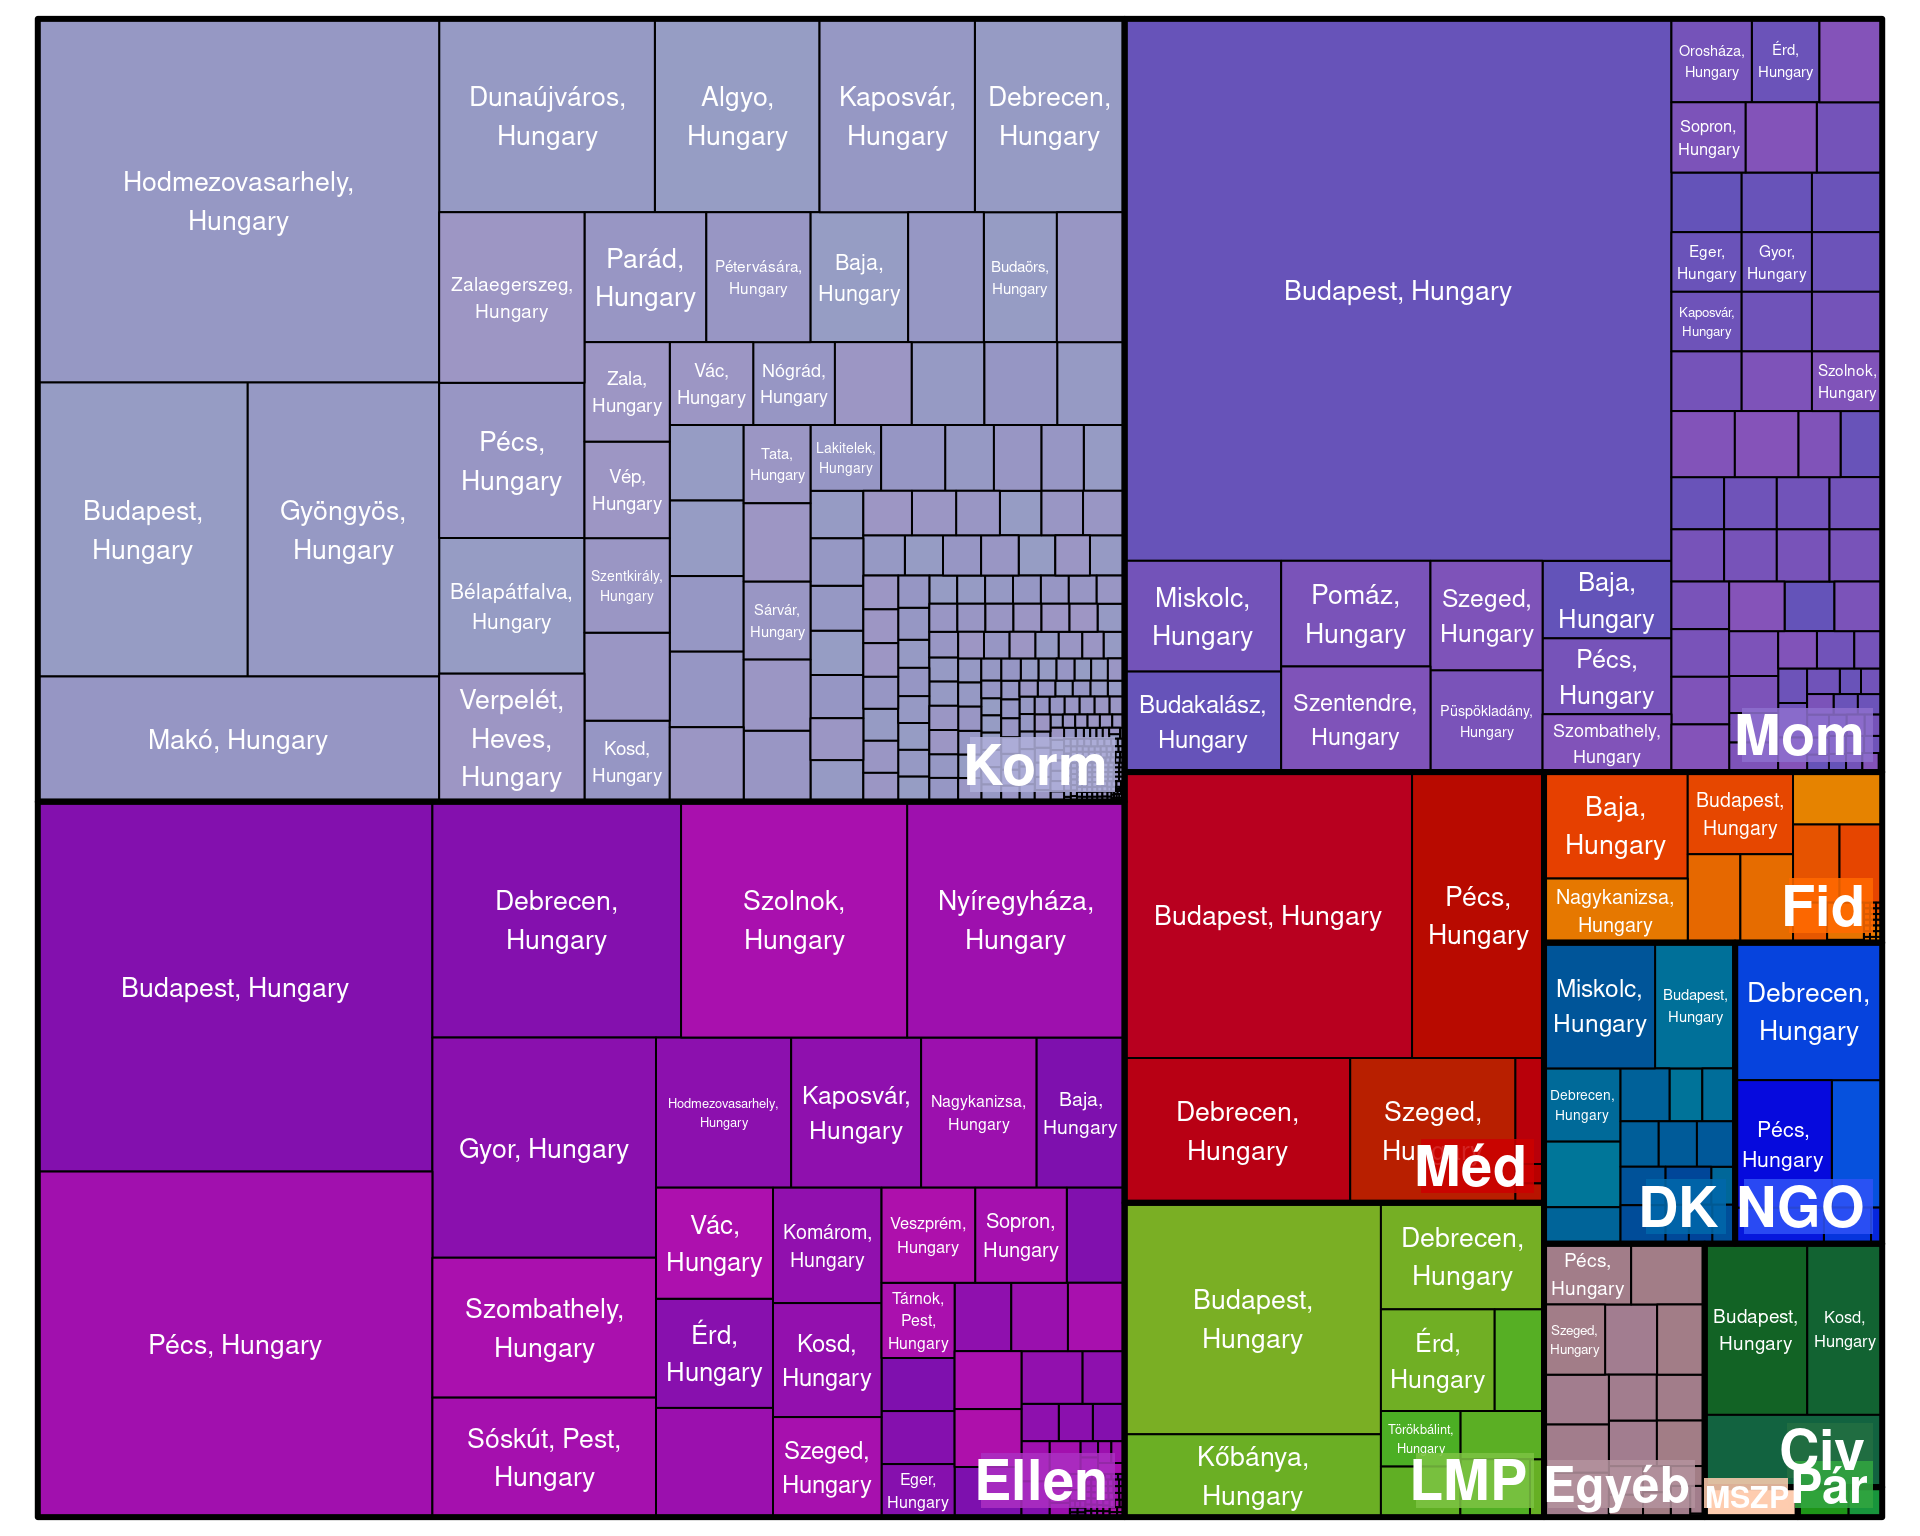 Hodmezovasarhely,
Hungary
Dunaújváros,
Hungary
Algyo,
Hungary
Kaposvár,
Hungary
Debrecen,
Hungary
Zalaegerszeg,
Hungary
Parád,
Hungary
Pétervására,
Hungary
Baja,
Hungary
Budaörs,
Hungary
Zala,
Hungary
Vác,
Hungary
Nógrád,
Hungary
Budapest,
Hungary
Gyöngyös,
Hungary
Pécs,
Hungary
Vép,
Hungary
Tata,
Hungary
Lakitelek,
Hungary
Bélapátfalva,
Hungary
Szentkirály,
Hungary
Sárvár,
Hungary
Makó, Hungary
Verpelét,
Heves,
Hungary
Kosd,
Hungary
Korm
Budapest, Hungary
Orosháza,
Hungary
Érd,
Hungary
Sopron,
Hungary
Eger,
Hungary
Gyor,
Hungary
Kaposvár,
Hungary
Szolnok,
Hungary
Miskolc,
Hungary
Pomáz,
Hungary
Szeged,
Hungary
Baja,
Hungary
Budakalász,
Hungary
Szentendre,
Hungary
Püspökladány,
Hungary
Pécs,
Hungary
Szombathely,
Hungary
Mom
Budapest, Hungary
Debrecen,
Hungary
Szolnok,
Hungary
Nyíregyháza,
Hungary
Pécs, Hungary
Gyor, Hungary
Hodmezovasarhely,
Hungary
Kaposvár,
Hungary
Nagykanizsa,
Hungary
Baja,
Hungary
Szombathely,
Hungary
Sóskút, Pest,
Hungary
Vác,
Hungary
Komárom,
Hungary
Veszprém,
Hungary
Sopron,
Hungary
Érd,
Hungary
Kosd,
Hungary
Tárnok,
Pest,
Hungary
Szeged,
Hungary
Eger,
Hungary
Ellen
Budapest, Hungary
Pécs,
Hungary
Debrecen,
Hungary
Szeged,
Hungary
Méd
Baja,
Hungary
Budapest,
Hungary
Nagykanizsa,
Hungary
Fid
Miskolc,
Hungary
Budapest,
Hungary
Debrecen,
Hungary
DK
Debrecen,
Hungary
Pécs,
Hungary
NGO
Budapest,
Hungary
Debrecen,
Hungary
Érd,
Hungary
Kőbánya,
Hungary
Törökbálint,
Hungary
LMP
Pécs,
Hungary
Szeged,
Hungary
Egyéb
Budapest,
Hungary
Kosd,
Hungary
Civ
MSZP
Pár